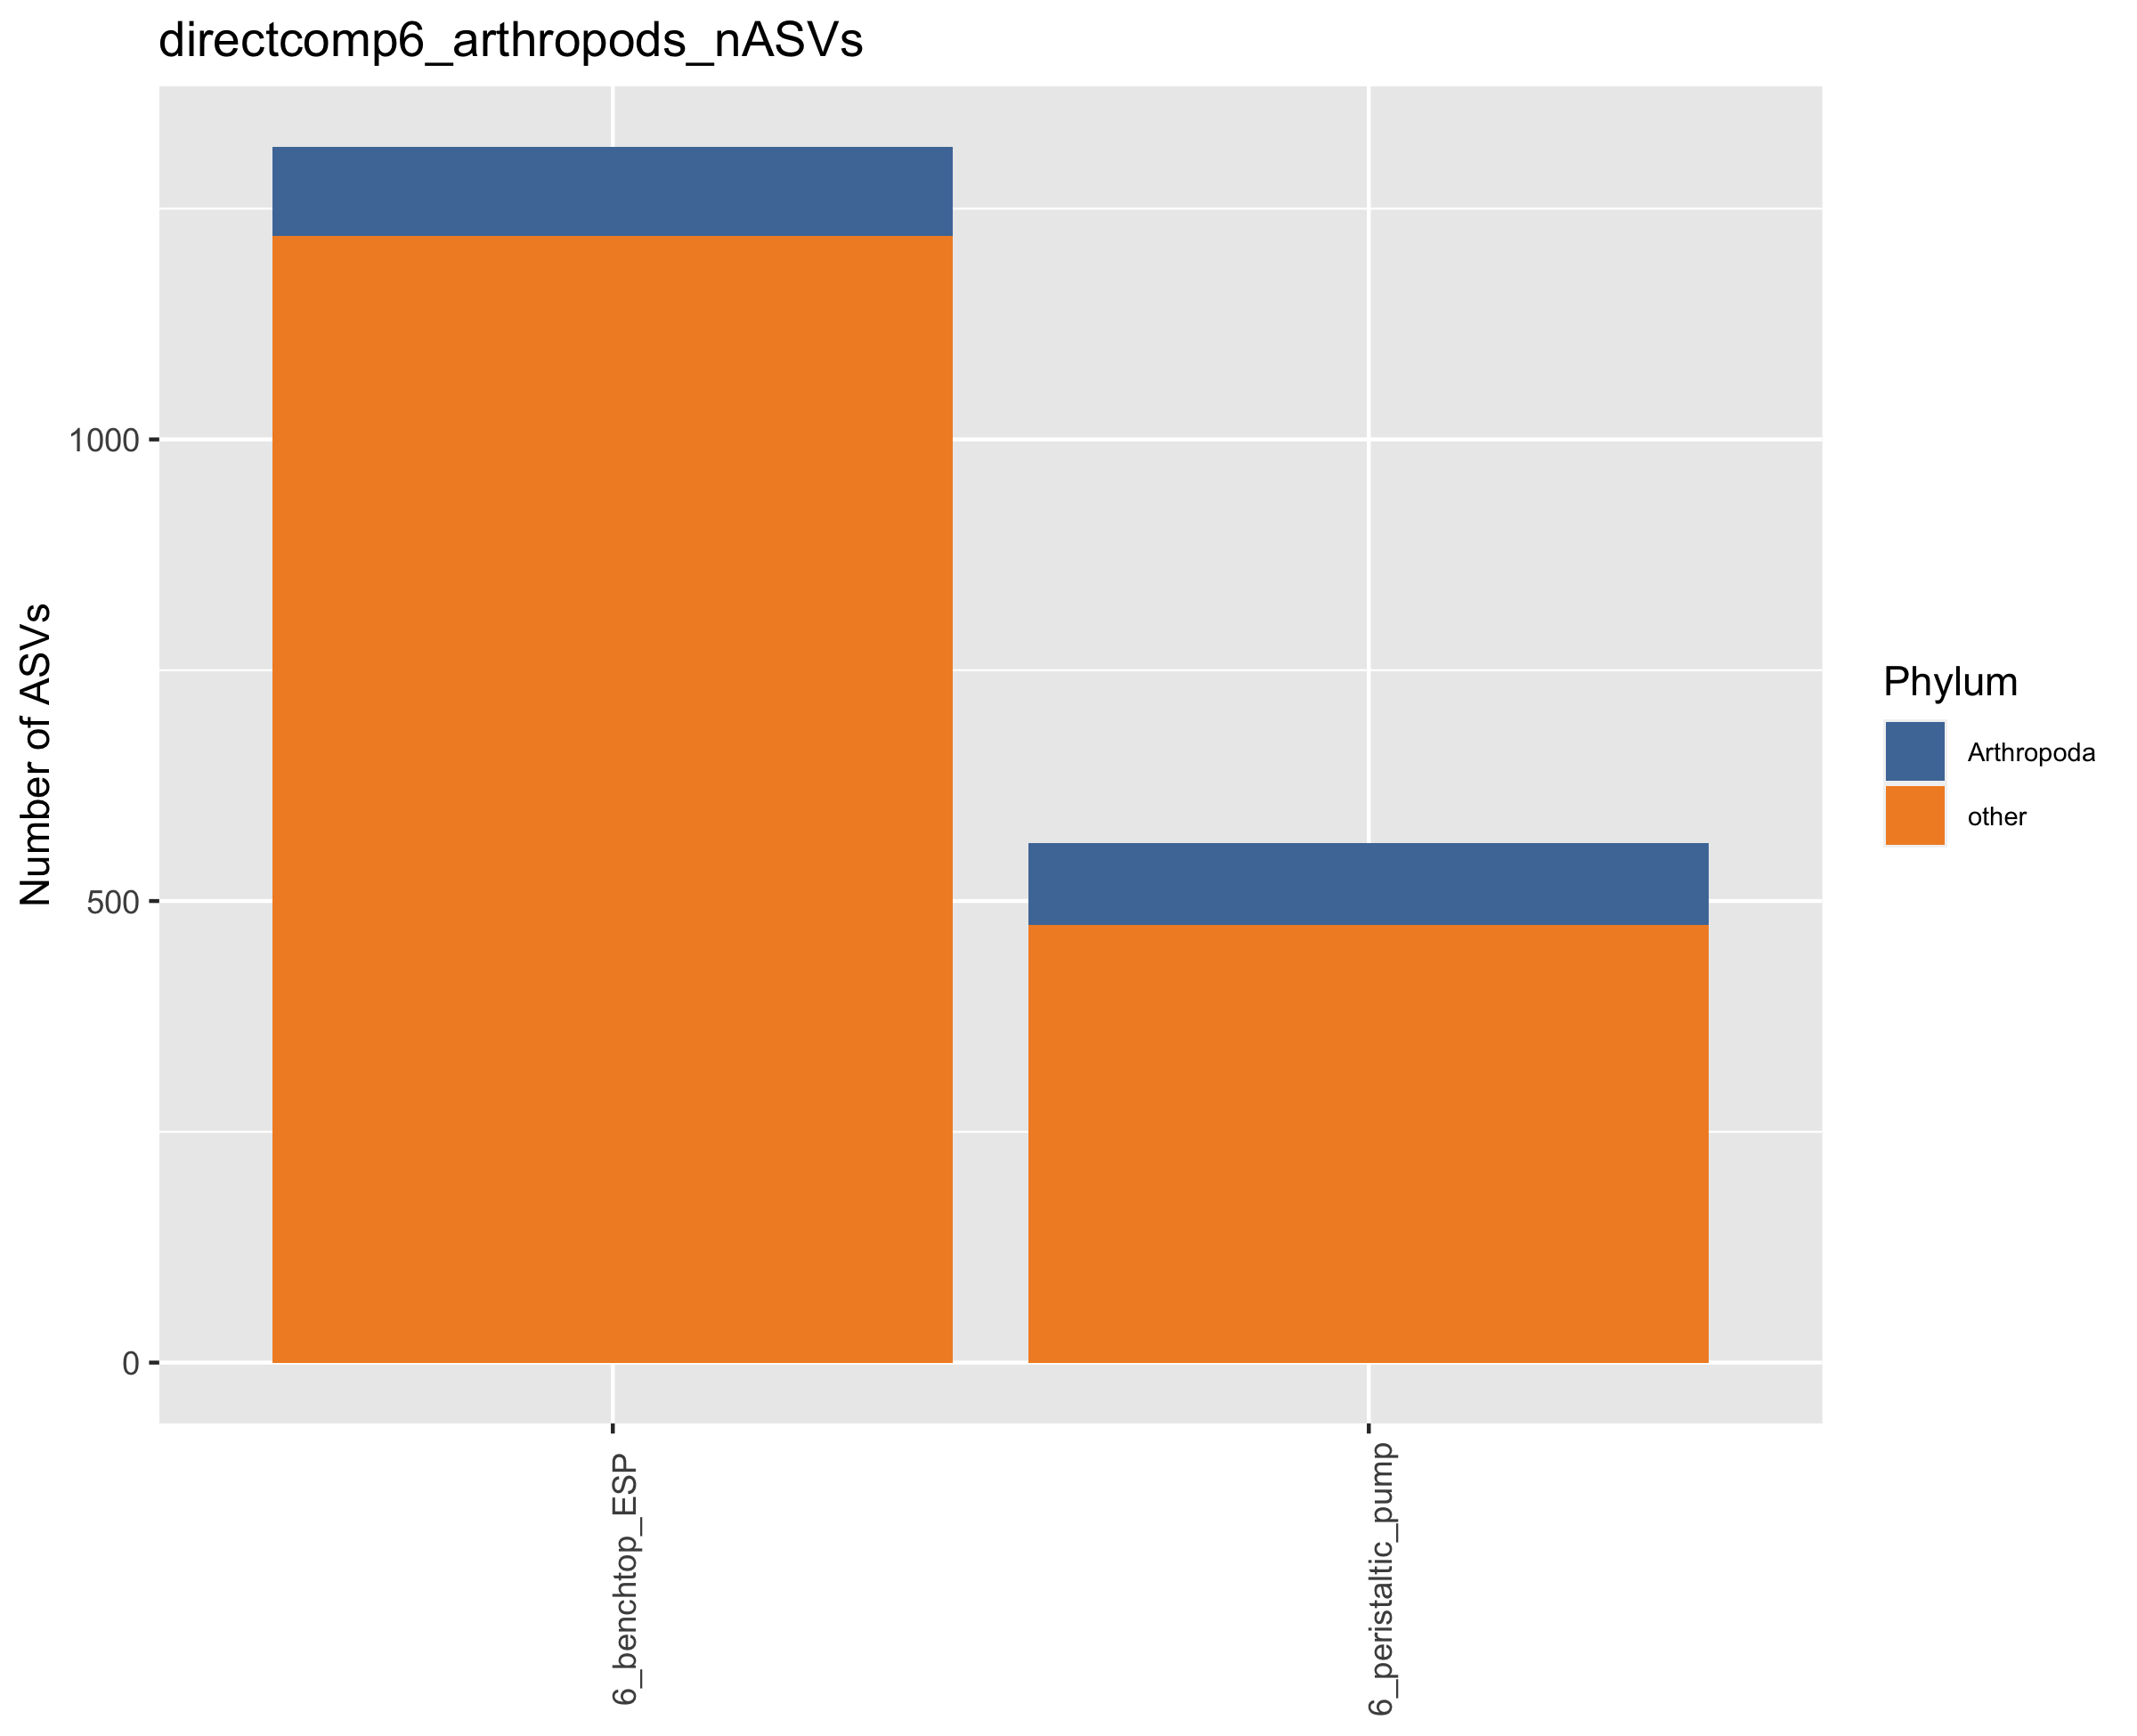 directcomp6_arthropods_nASVs
Number of ASVs
1000
500
0
6_benchtop_ESP
6_peristaltic_pump
Phylum
Arthropoda
other